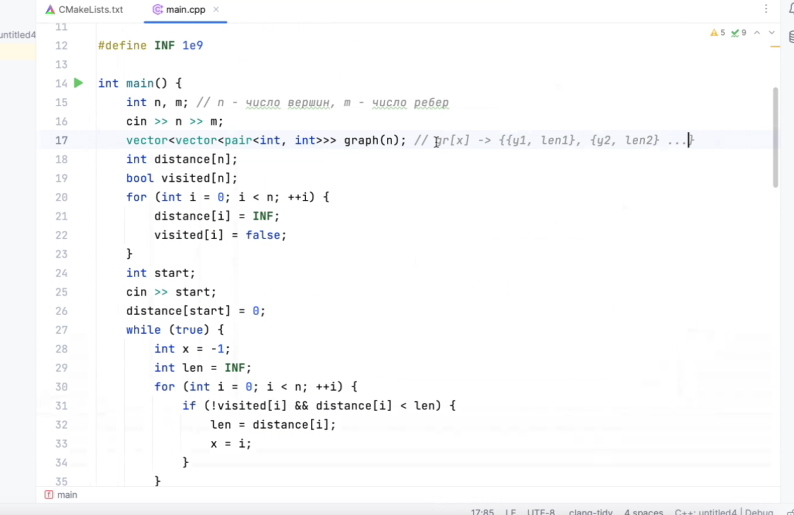 CMakeLists.txt
main.cpp
untitled4
5 9
11
12 #define INF 1e9
13
14 int main() {
15 int n, m; // n - число вершин, m - число ребер
16 cin >> n >> m;
17 vector<vector<pair<int, int>>> graph(n); // gr[x] -> {{y1, len1}, {y2, len2} ...}
18 int distance[n];
19 bool visited[n];
20 for (int i = 0; i < n; ++i) {
21 distance[i] = INF;
22 visited[i] = false;
23 }
24 int start;
25 cin >> start;
26 distance[start] = 0;
27 while (true) {
28 int x = -1;
29 int len = INF;
30 for (int i = 0; i < n; ++i) {
31 if (!visited[i] && distance[i] < len) {
32 len = distance[i];
33 x = i;
34 }
35 }
f main
17:85 LF UTF-8 clang-tidy 4 spaces C++: untitled4 | Debug